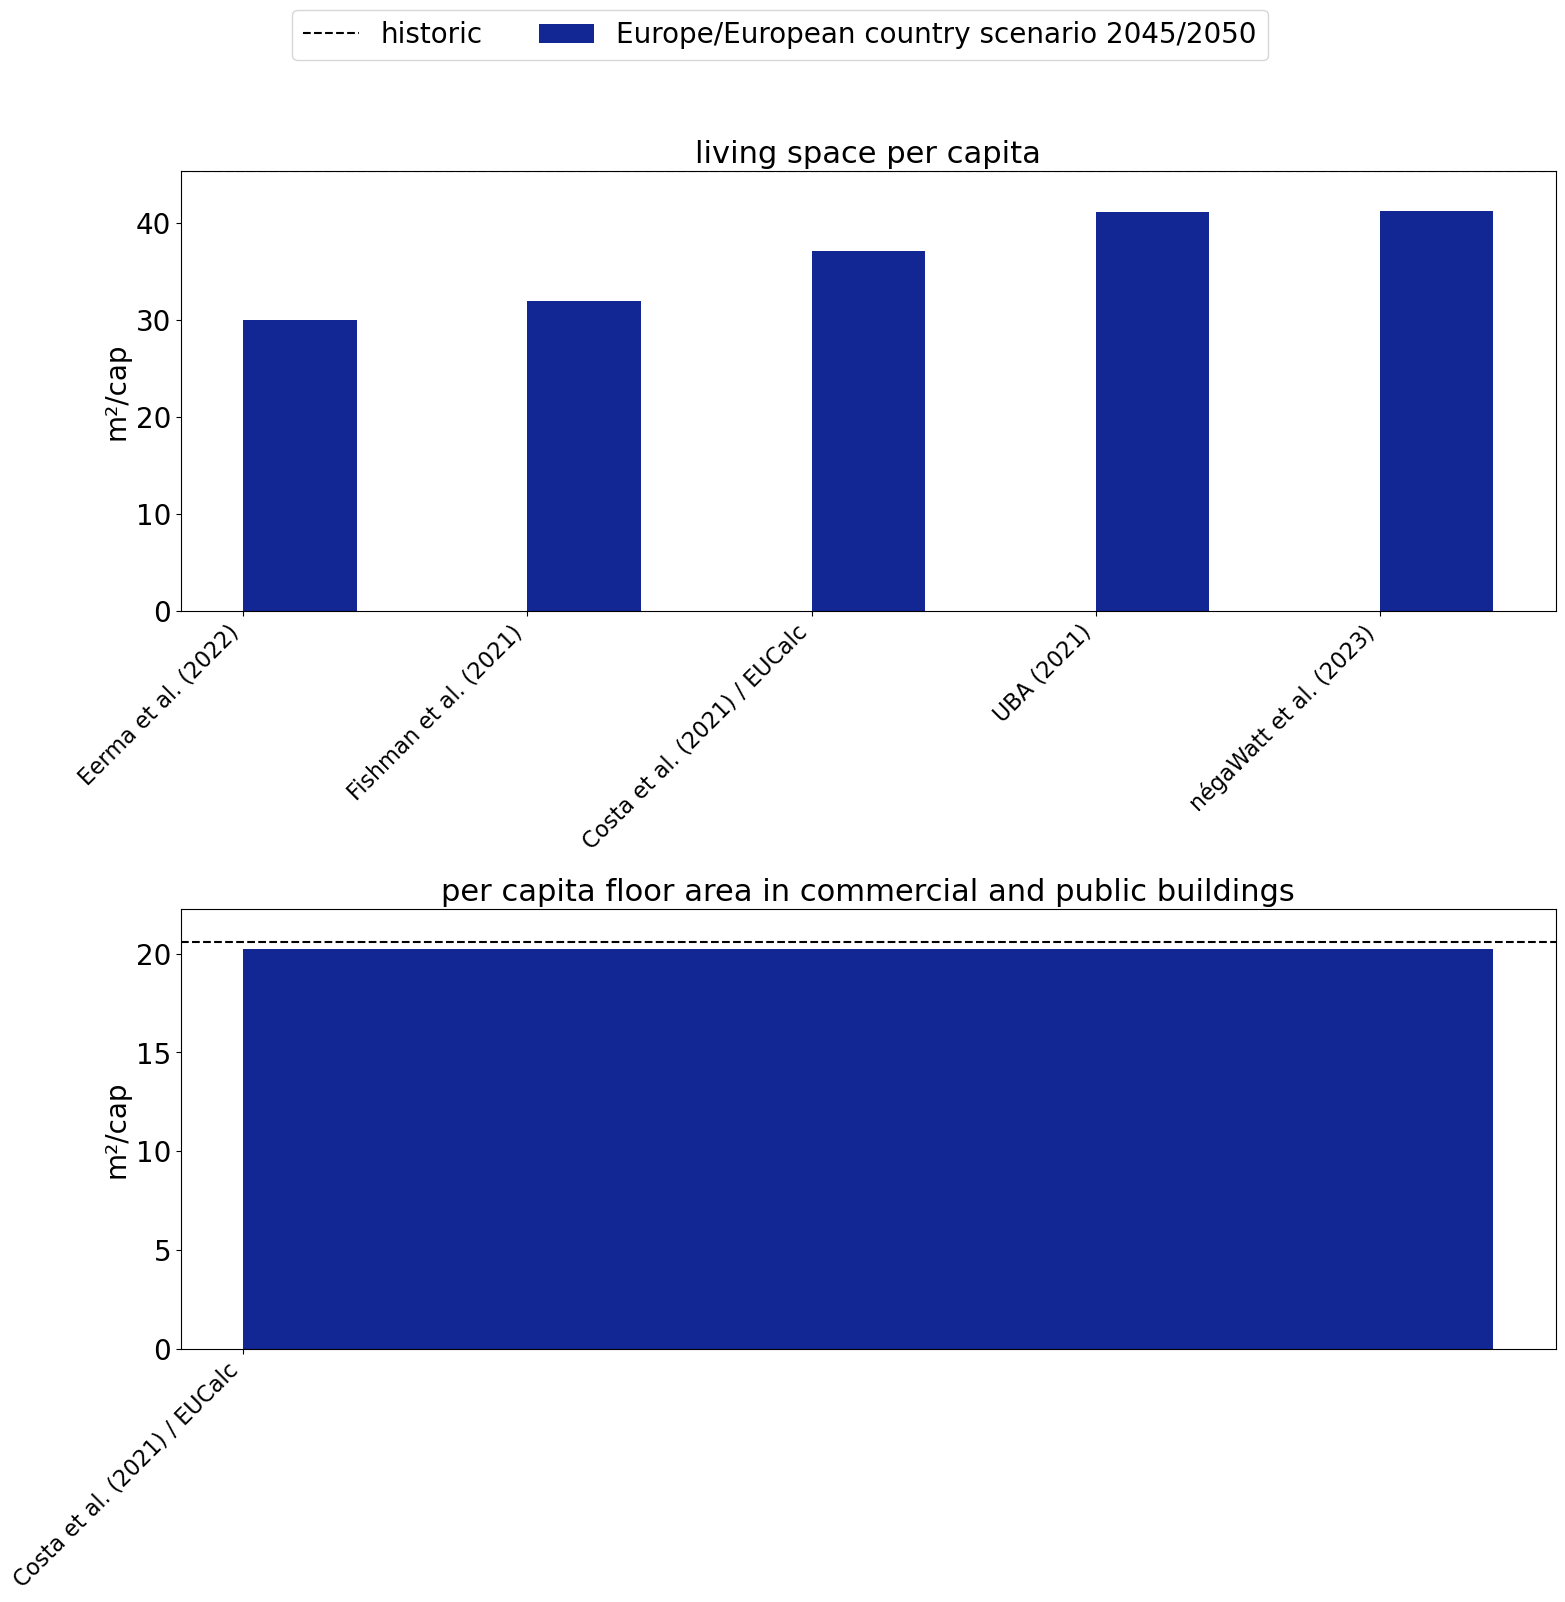 historic
Europe/European country scenario 2045/2050
living space per capita
m²/cap
40
30
20
10
0
Eerma et al. (2022)
Fishman et al. (2021)
Costa et al. (2021) / EUCalc
UBA (2021)
négaWatt et al. (2023)
per capita floor area in commercial and public buildings
m²/cap
20
15
10
5
0
Costa et al. (2021) / EUCalc